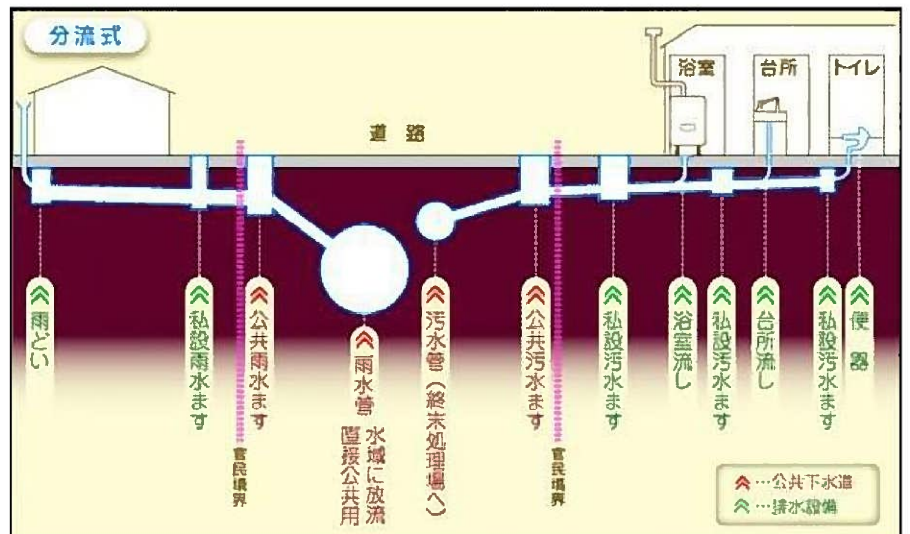 分流式
浴室
台所
トイレ
道路
雨どい
私設雨水ます
公共雨水ます
雨水管
直接公共用
水域に放流
汚水管(終末処理場へ)
公共汚水ます
私設汚水ます
浴室流し
私設汚水ます
台所流し
私設汚水ます
便器
官民境界
官民境界
…公共下水道
…排水設備